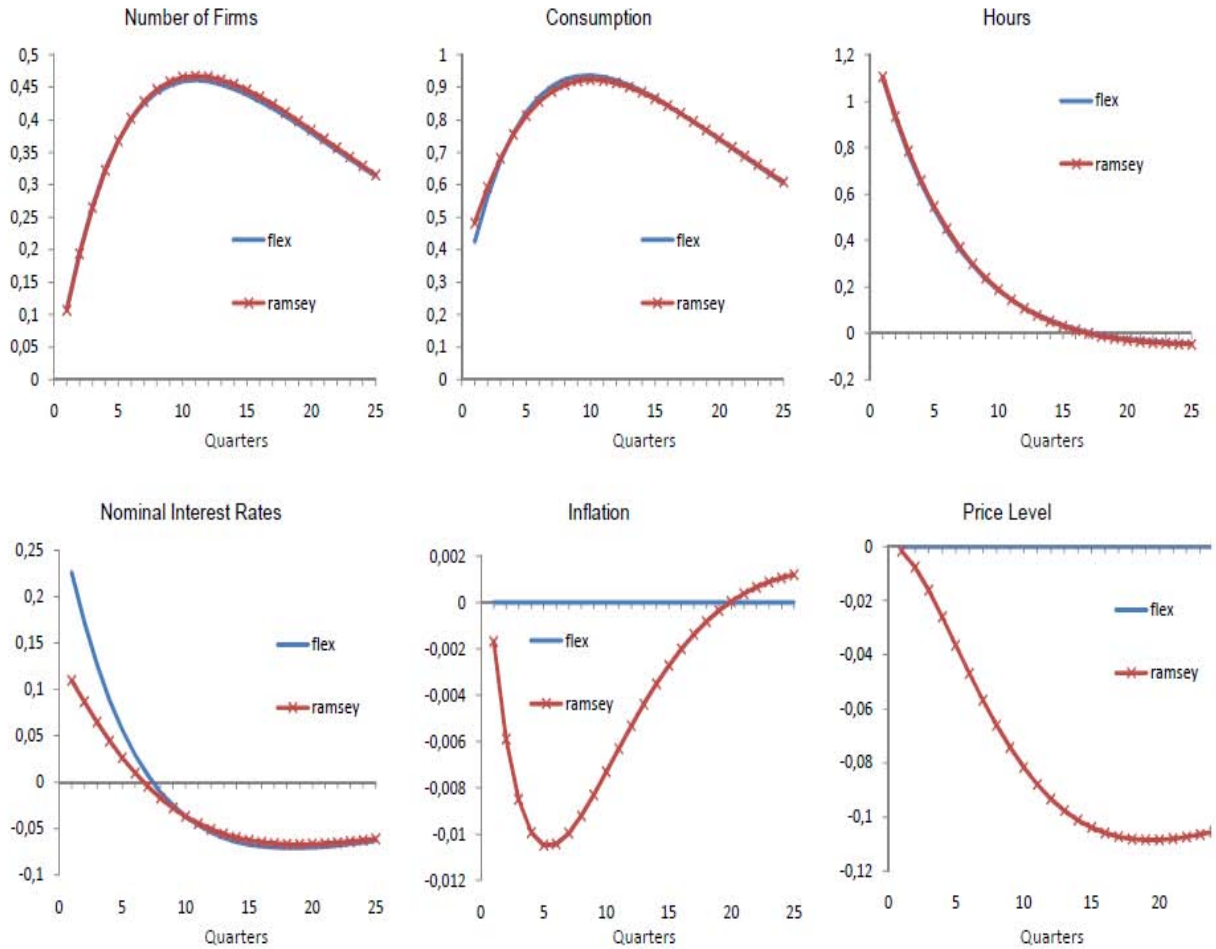 Number of Firms
0,5
0,45
0,4
0,35
0,3
0,25
0,2
0,15
0,1
0,05
0
flex
ramsey
0 5 10 15 20 25
Quarters
Consumption
1
0,9
0,8
0,7
0,6
0,5
0,4
0,3
0,2
0,1
0
flex
ramsey
0 5 10 15 20 25
Quarters
Hours
1,2
1
0,8
0,6
0,4
0,2
0
-0,2
flex
ramsey
0 5 10 15 20 25
Quarters
Nominal Interest Rates
0,25
0,2
0,15
0,1
0,05
0
-0,05
-0,1
flex
ramsey
0 5 10 15 20 25
Quarters
Inflation
0,002
0
-0,002
-0,004
-0,006
-0,008
-0,01
-0,012
flex
ramsey
0 5 10 15 20 25
Quarters
Price Level
0
-0,02
-0,04
-0,06
-0,08
-0,1
-0,12
flex
ramsey
0 5 10 15 20
Quarters